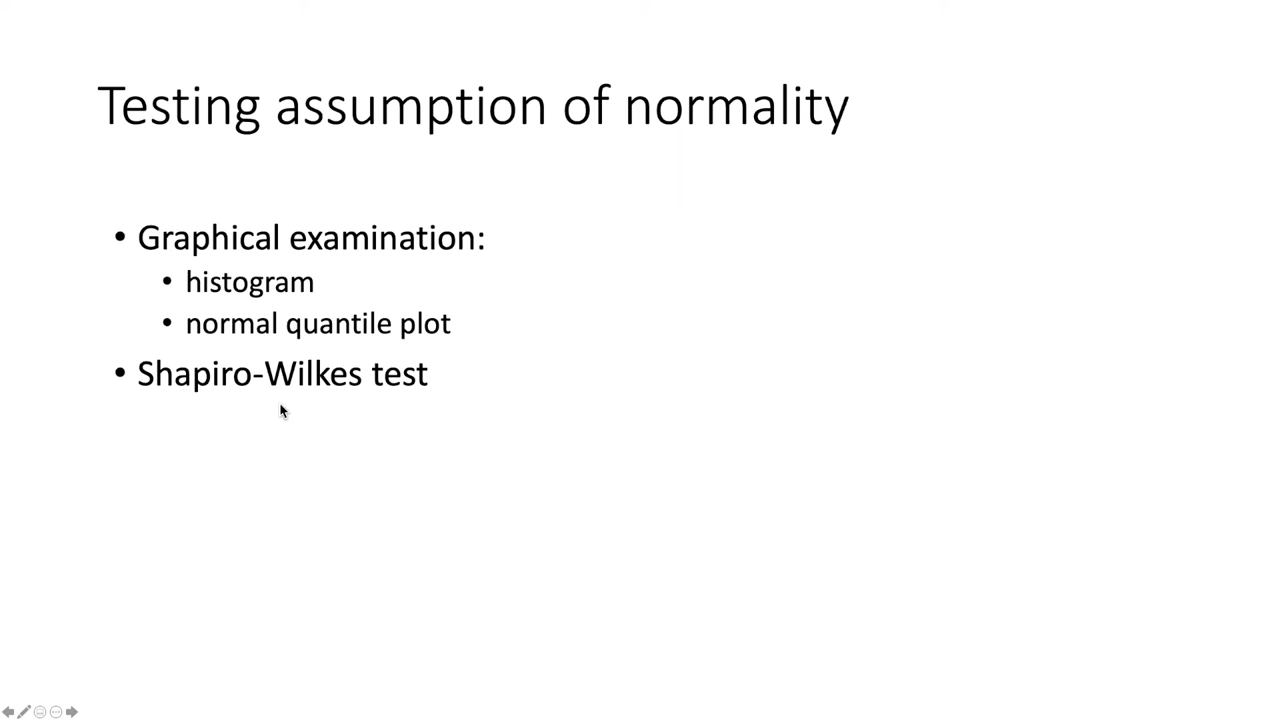 Testing assumption of normality
• Graphical examination:
• histogram
• normal quantile plot
• Shapiro-Wilkes test